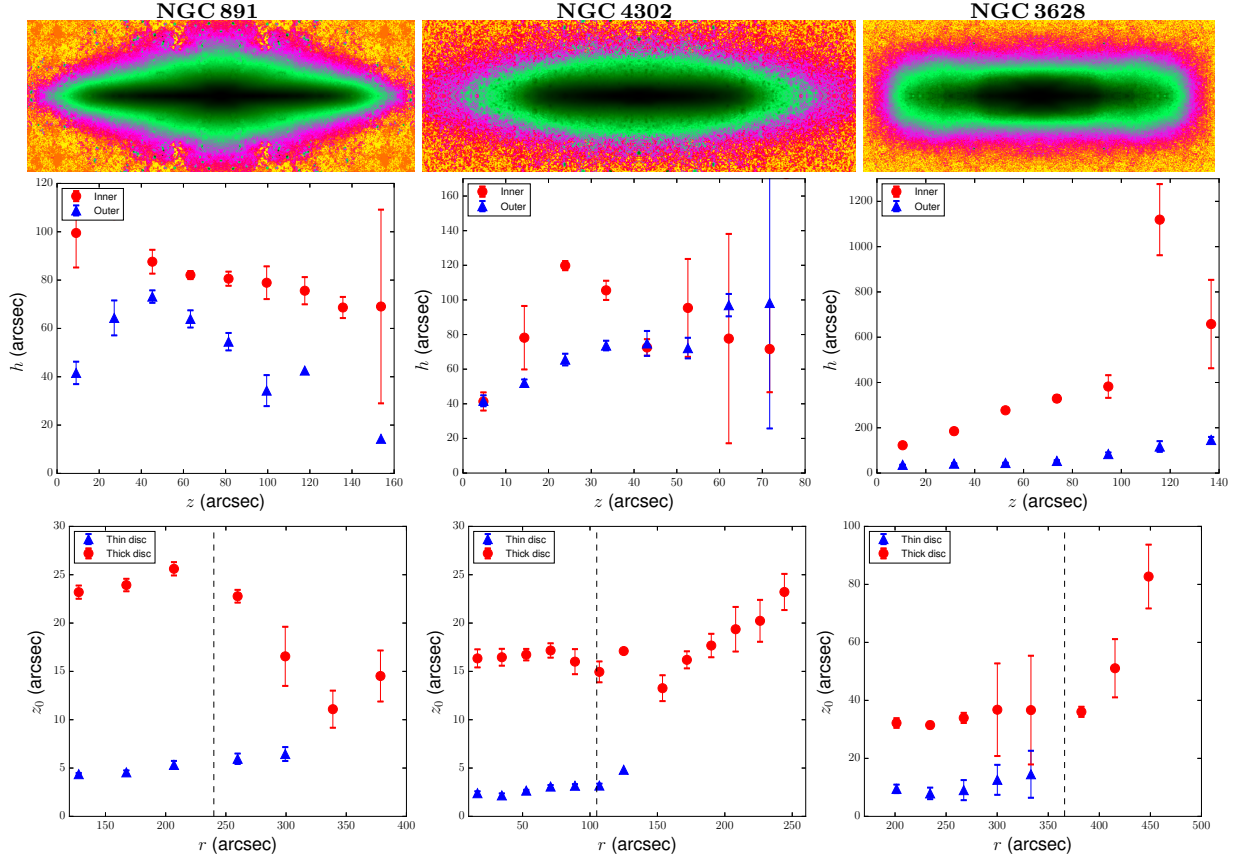 NGC 891
NGC 4302
NGC 3628
120
100
80
60
40
20
0
h (arcsec)
Inner
Outer
0 20 40 60 80 100 120 140 160
z (arcsec)
160
140
120
100
80
60
40
20
0
h (arcsec)
Inner
Outer
0 10 20 30 40 50 60 70 80
z (arcsec)
1200
1000
800
600
400
200
0
h (arcsec)
Inner
Outer
0 20 40 60 80 100 120 140
z (arcsec)
30
25
20
15
10
5
0
z0 (arcsec)
Thin disc
Thick disc
150 200 250 300 350 400
r (arcsec)
30
25
20
15
10
5
0
z0 (arcsec)
Thin disc
Thick disc
50 100 150 200 250
r (arcsec)
100
80
60
40
20
0
z0 (arcsec)
Thin disc
Thick disc
200 250 300 350 400 450 500
r (arcsec)